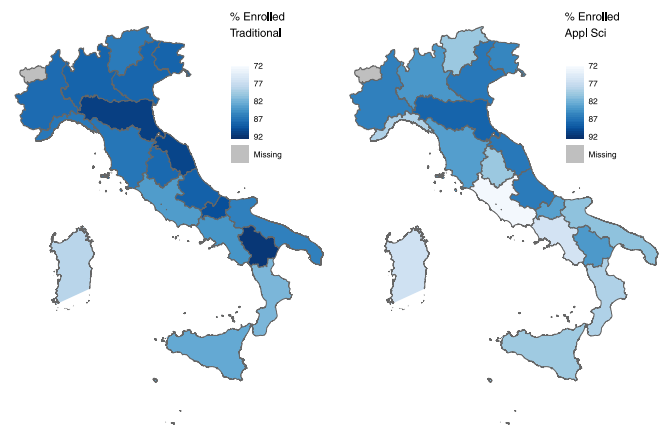 % Enrolled
Traditional
72
77
82
87
92
Missing
% Enrolled
Appl Sci
72
77
82
87
92
Missing